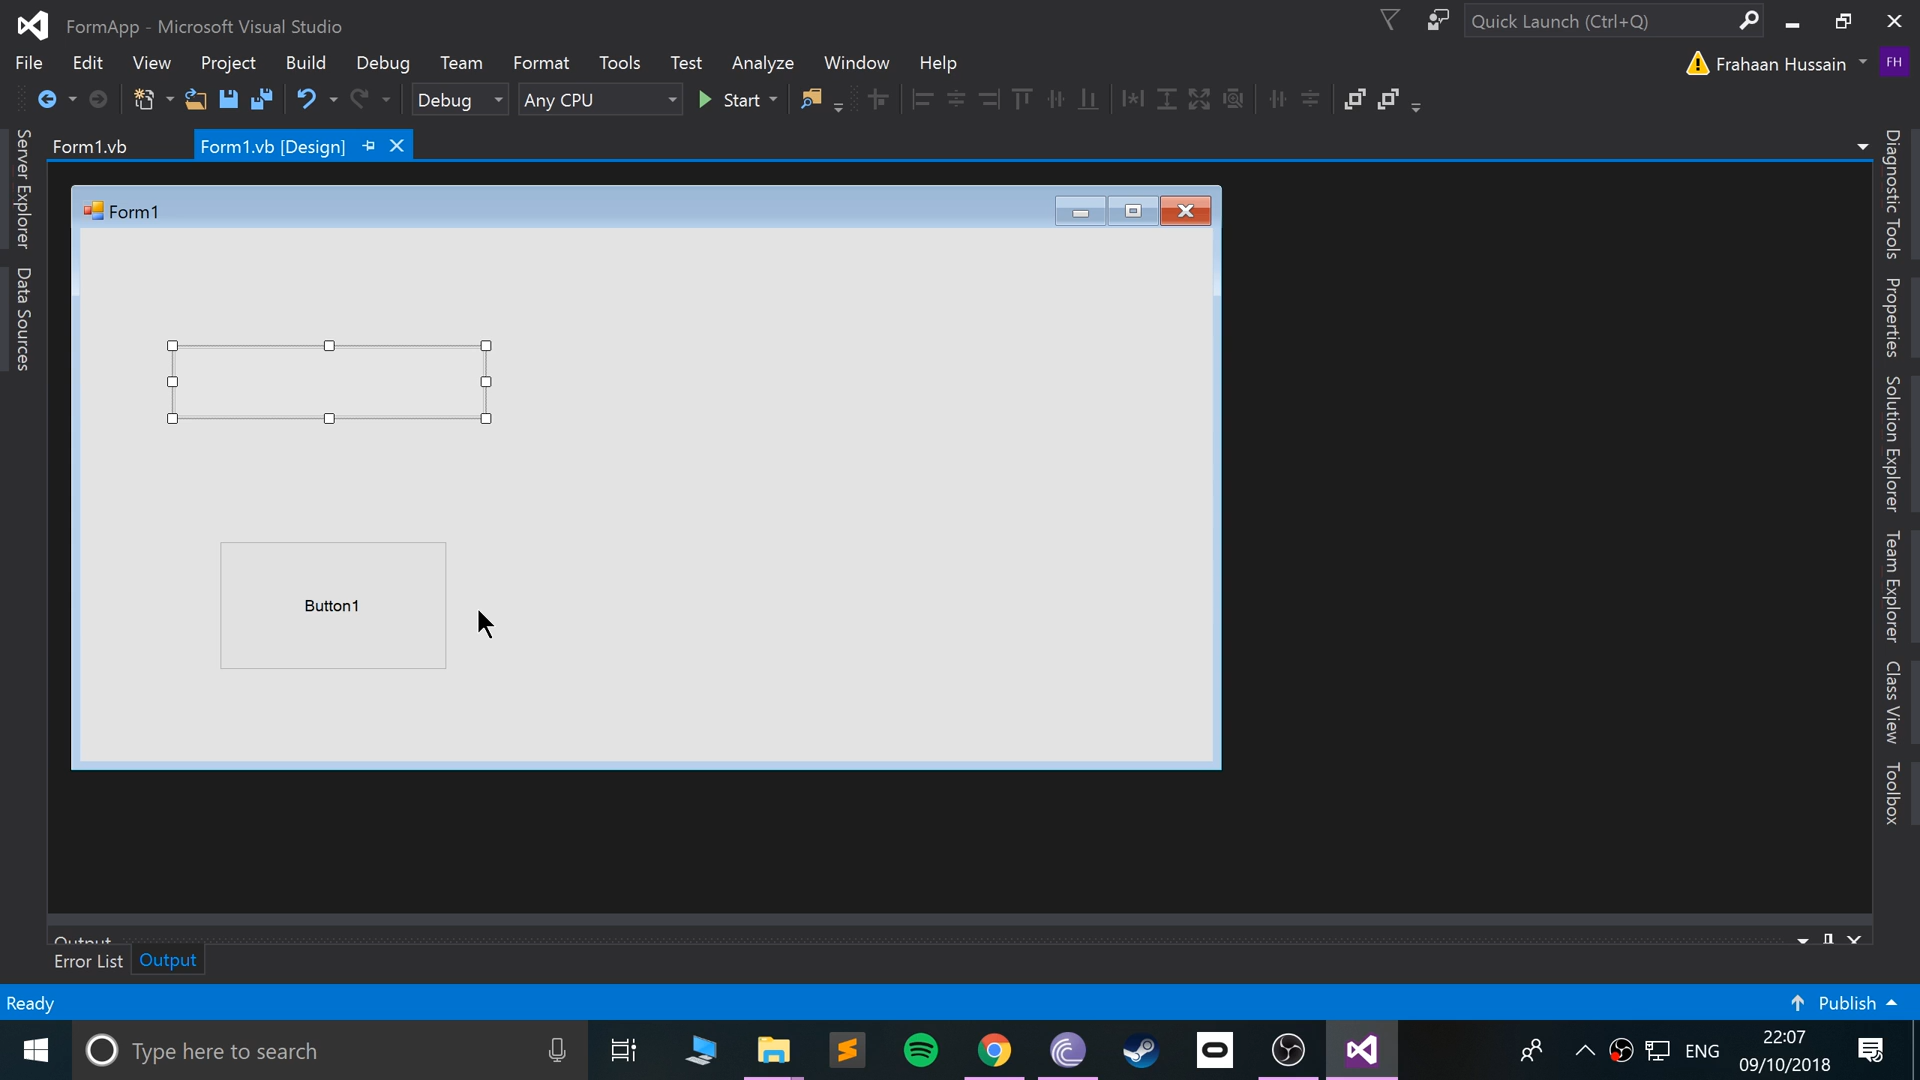 FormApp - Microsoft Visual Studio
Quick Launch (Ctrl+Q)
File Edit View Project Build Debug Team Format Tools Test Analyze Window Help
Frahaan Hussain FH
Debug Any CPU Start
Form1.vb Form1.vb [Design]
Server Explorer
Data Sources
Form1
Button1
Diagnostic Tools
Properties
Solution Explorer
Team Explorer
Class View
Toolbox
Output
Error List Output
Ready Publish
Type here to search
ENG
22:07
09/10/2018